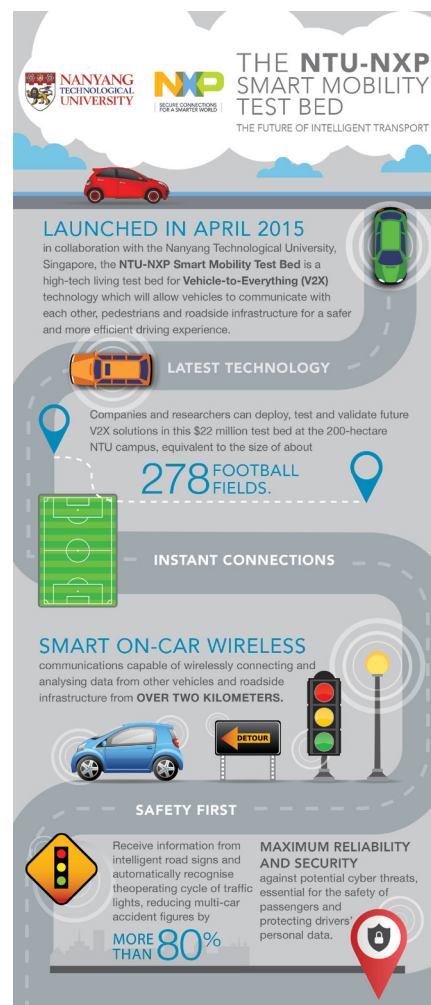 NANYANG
TECHNOLOGICAL
UNIVERSITY
NXP
SECURE CONNECTIONS
FOR A SMARTER WORLD
THE NTU-NXP
SMART MOBILITY
TEST BED
THE FUTURE OF INTELLIGENT TRANSPORT
LAUNCHED IN APRIL 2015
in collaboration with the Nanyang Technological University,
Singapore, the NTU-NXP Smart Mobility Test Bed is a
high-tech living test bed for Vehicle-to-Everything (V2X)
technology which will allow vehicles to communicate with
each other, pedestrians and roadside infrastructure for a safer
and more efficient driving experience.
LATEST TECHNOLOGY
Companies and researchers can deploy, test and validate future
V2X solutions in this $22 million test bed at the 200-hectare
NTU campus, equivalent to the size of about
278 FOOTBALL
FIELDS.
INSTANT CONNECTIONS
SMART ON-CAR WIRELESS
communications capable of wirelessly connecting and
analysing data from other vehicles and roadside
infrastructure from OVER TWO KILOMETERS.
DETOUR
SAFETY FIRST
Receive information from
intelligent road signs and
automatically recognise
theoperating cycle of traffic
lights, reducing multi-car
accident figures by
MORE
THAN 80%
MAXIMUM RELIABILITY
AND SECURITY
against potential cyber threats,
essential for the safety of
passengers and
protecting drivers'
personal data.